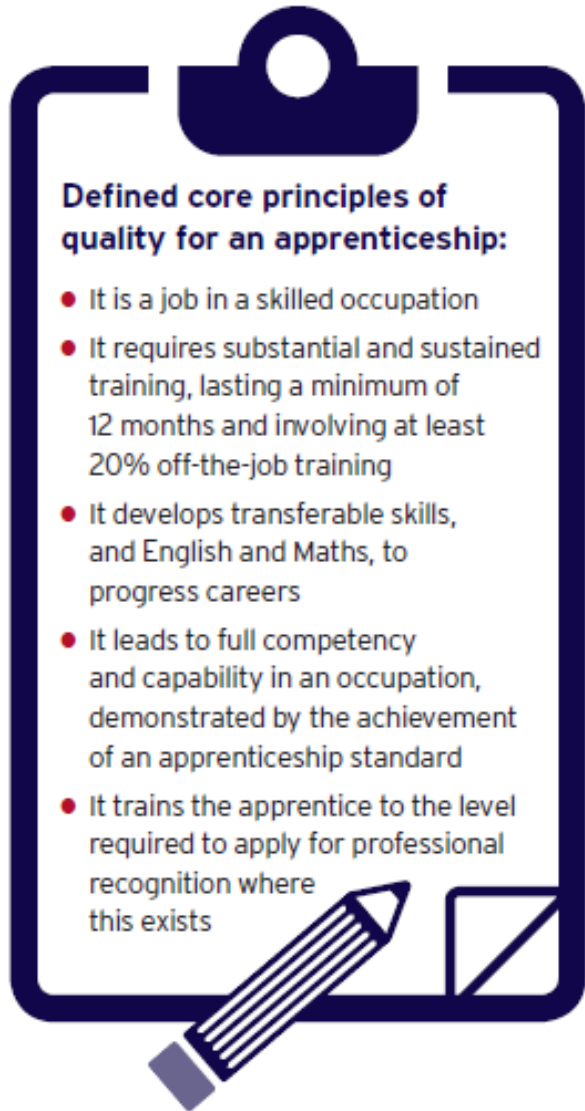 Defined core principles of
quality for an apprenticeship:
• It is a job in a skilled occupation
• It requires substantial and sustained
training, lasting a minimum of
12 months and involving at least
20% off-the-job training
• It develops transferable skills,
and English and Maths, to
progress careers
• It leads to full competency
and capability in an occupation,
demonstrated by the achievement
of an apprenticeship standard
• It trains the apprentice to the level
required to apply for professional
recognition where
this exists